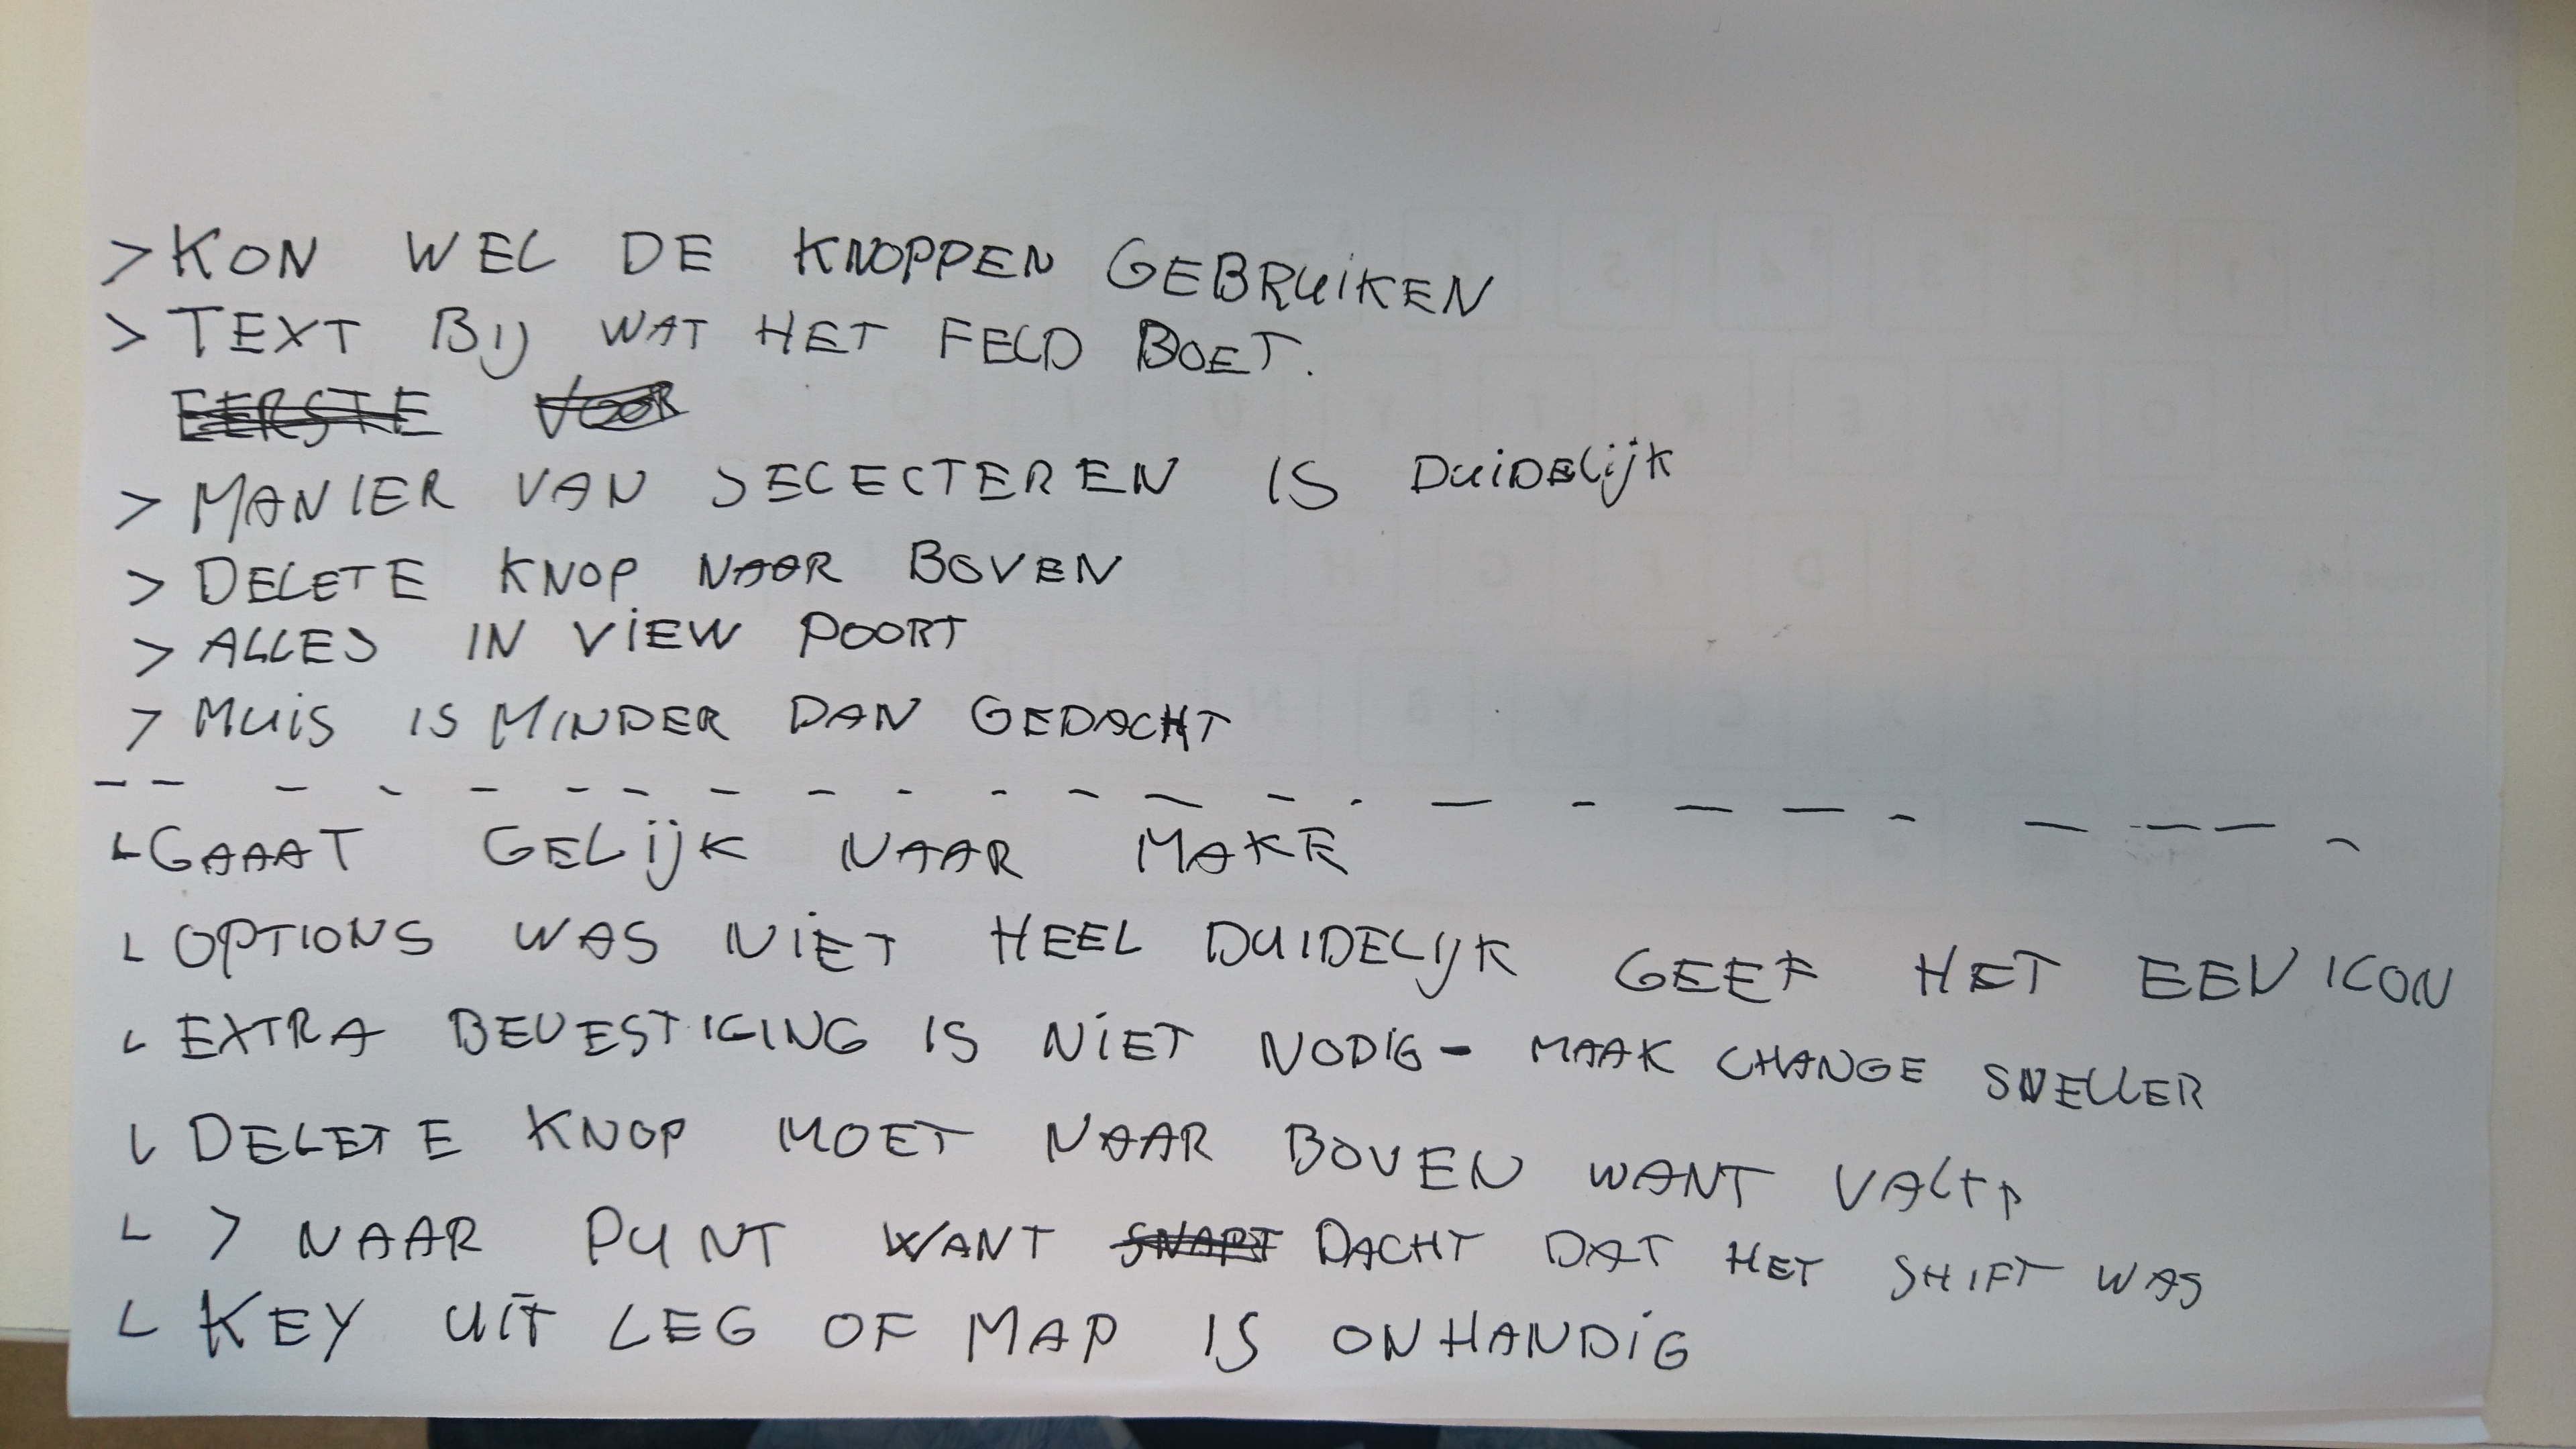 > KON WEL DE KNOPPEN GEBRUIKEN
> TEXT BIJ WAT HET FELD BOET.
EERSTE VOOR
> MANIER VAN SELECTEREN IS DUIDELIJK
> DELETE KNOP NAAR BOVEN
> ALLES IN VIEW POORT
> MUIS IS MINDER DAN GEDACHT
L GAAAT GELIJK NAAR MAKE
L OPTIONS WAS NIET HEEL DUIDELIJK GEEF HET EEN ICON
L EXTRA BEVESTIGING IS NIET NODIG - MAAK CHANGE SNELLER
L DELETE KNOP MOET NAAR BOVEN WANT
L > NAAR PUNT WANT DACHT DAT HET SHIFT WAS
L KEY UIT LEG OF MAP IS ONHANDIG